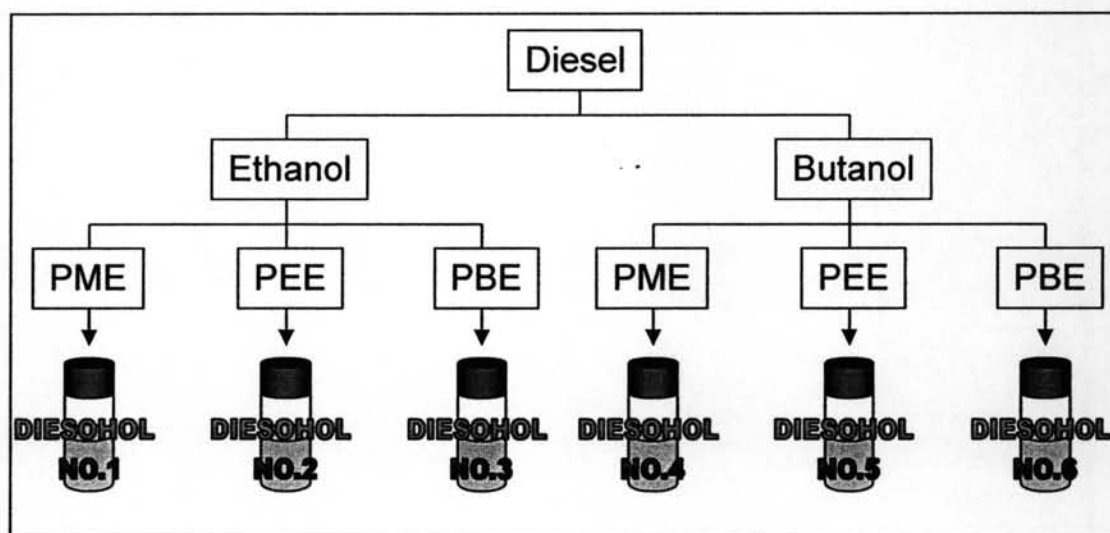 Diesel
Ethanol
Butanol
PME
PEE
PBE
PME
PEE
PBE
DIESOHOL
NO.1
DIESOHOL
NO.2
DIESOHOL
NO.3
DIESOHOL
NO.4
DIESOHOL
NO.5
DIESOHOL
NO.6